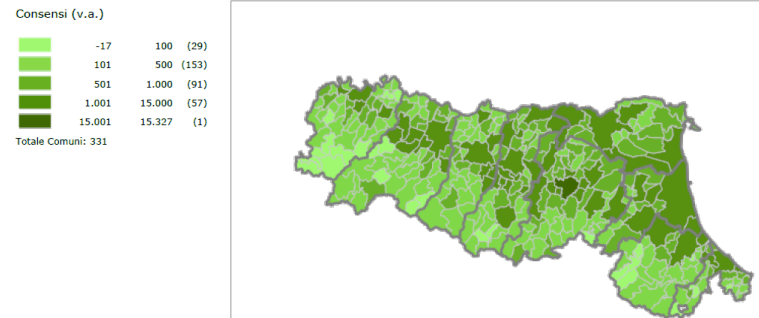 Consensi (v.a.)
-17 100 (29)
101 500 (153)
501 1.000 (91)
1.001 15.000 (57)
15.001 15.327 (1)
Totale Comuni: 331